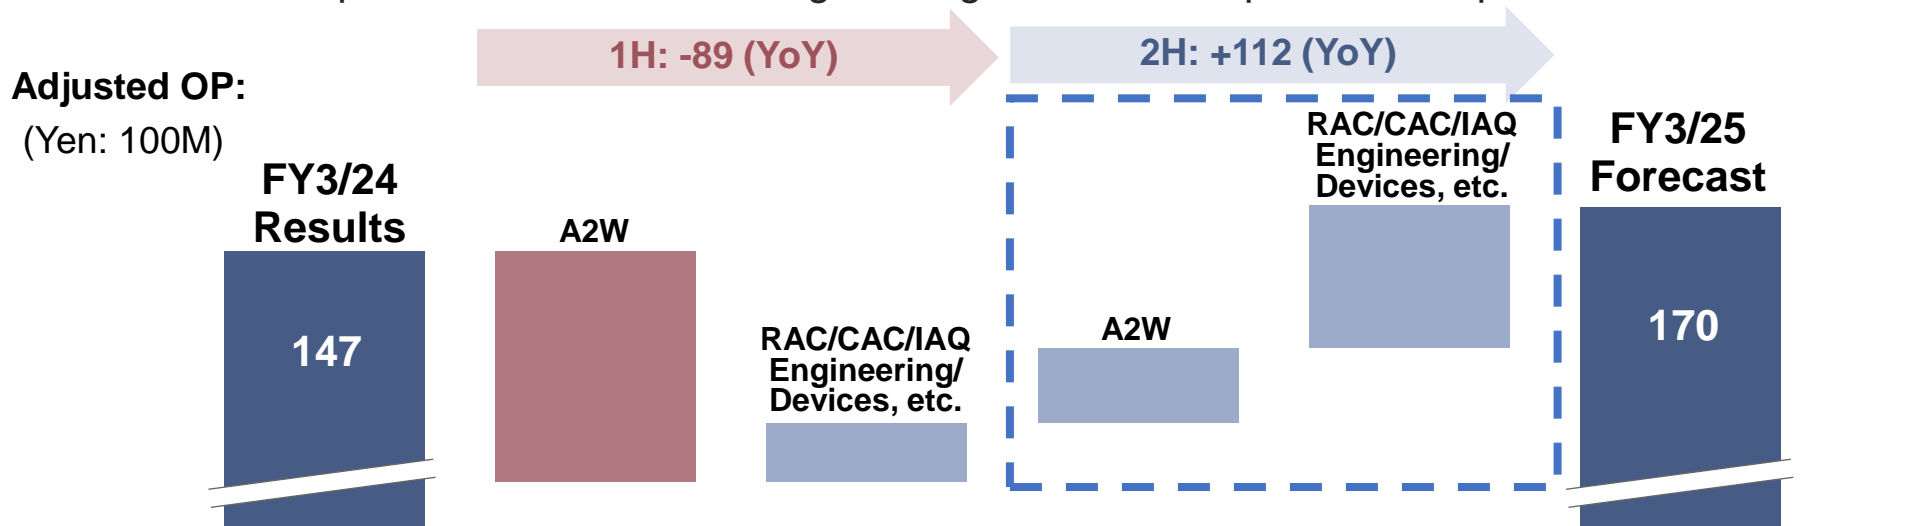 1H: -89 (YoY)
2H: +112 (YoY)
Adjusted OP:
(Yen: 100M)
FY3/24
Results
147
A2W
RAC/CAC/IAQ
Engineering/
Devices, etc.
A2W
RAC/CAC/IAQ
Engineering/
Devices, etc.
FY3/25
Forecast
170